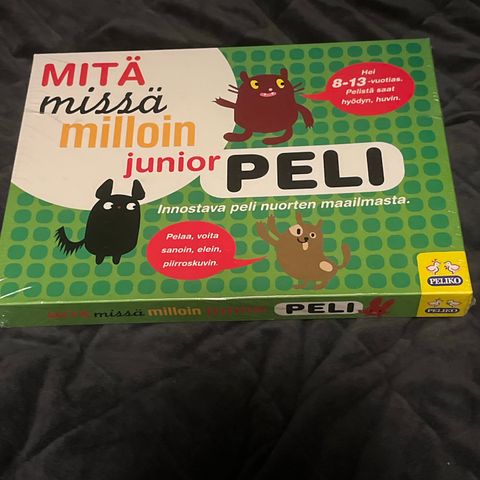 MITÄ
missä
milloin
junior PELI
Hei
8-13-vuotias.
Pelistä saat
hyödyn, huvin.
Innostava peli nuorten maailmasta.
Pelaa, voita
sanoin, elein,
piirroskuvin.
PELIKO
MITÄ missä milloin junior PELI
PELIKO